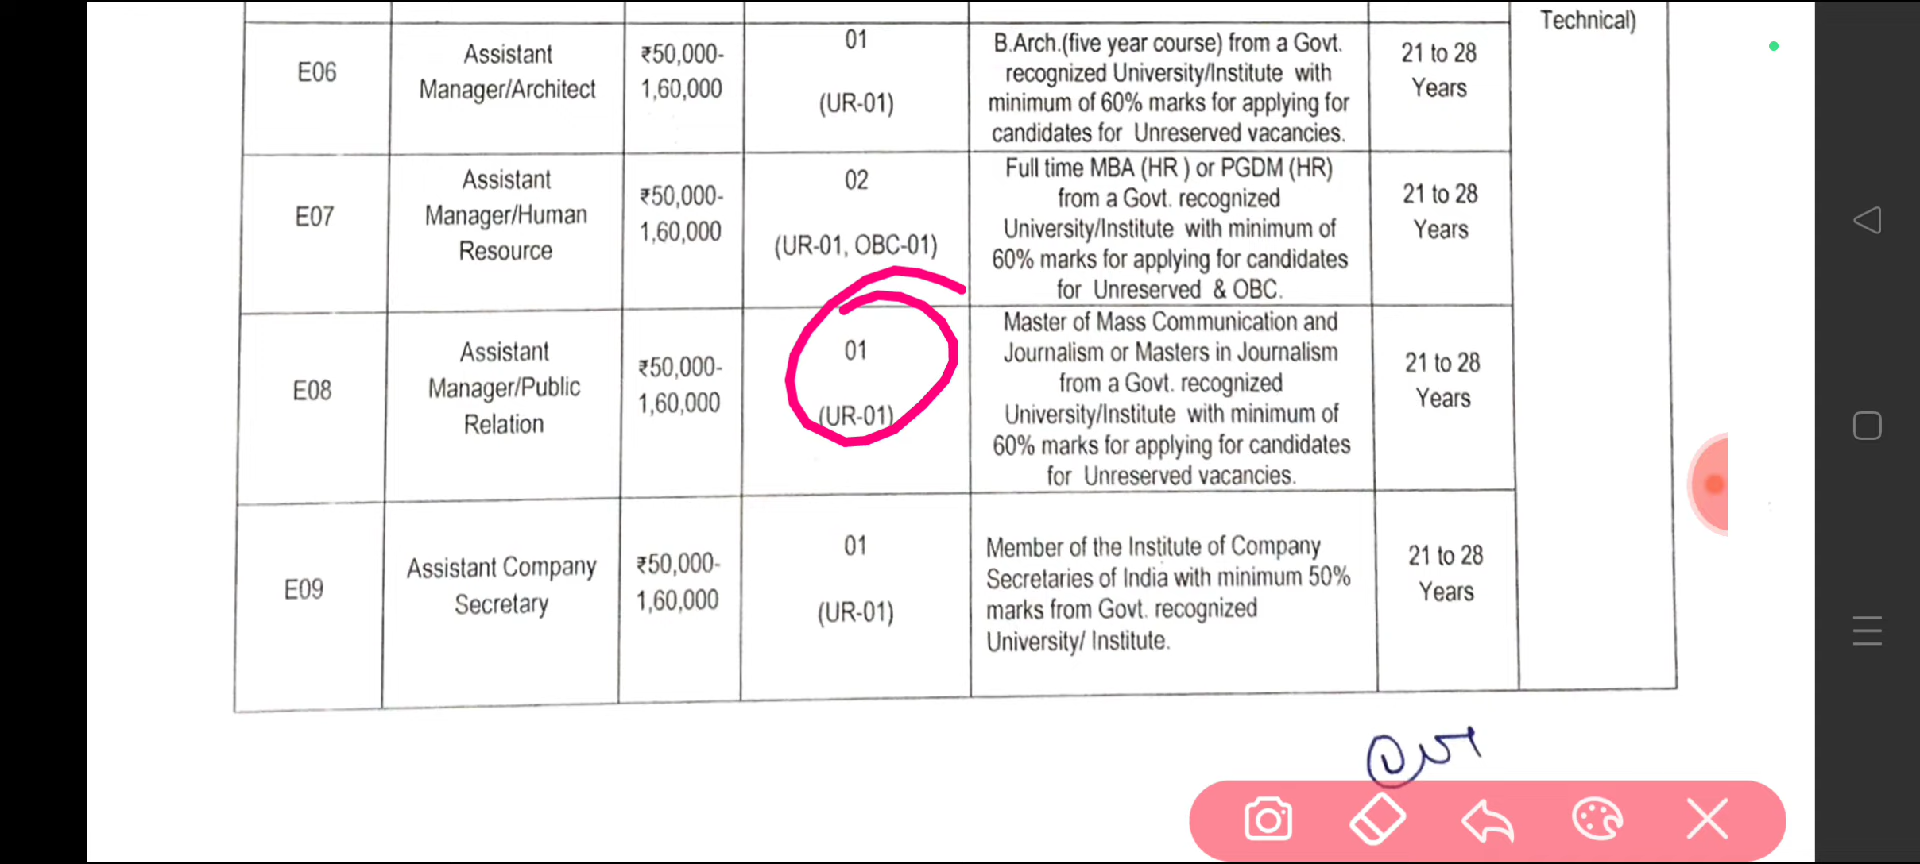 Technical)
E06
Assistant
Manager/Architect
₹50,000-
1,60,000
01
(UR-01)
B.Arch.(five year course) from a Govt.
recognized University/Institute with
minimum of 60% marks for applying for
candidates for Unreserved vacancies.
21 to 28
Years
E07
Assistant
Manager/Human
Resource
₹50,000-
1,60,000
02
(UR-01, OBC-01)
Full time MBA (HR ) or PGDM (HR)
from a Govt. recognized
University/Institute with minimum of
60% marks for applying for candidates
for Unreserved & OBC.
21 to 28
Years
E08
Assistant
Manager/Public
Relation
₹50,000-
1,60,000
01
(UR-01)
Master of Mass Communication and
Journalism or Masters in Journalism
from a Govt. recognized
University/Institute with minimum of
60% marks for applying for candidates
for Unreserved vacancies.
21 to 28
Years
E09
Assistant Company
Secretary
₹50,000-
1,60,000
01
(UR-01)
Member of the Institute of Company
Secretaries of India with minimum 50%
marks from Govt. recognized
University/ Institute.
21 to 28
Years